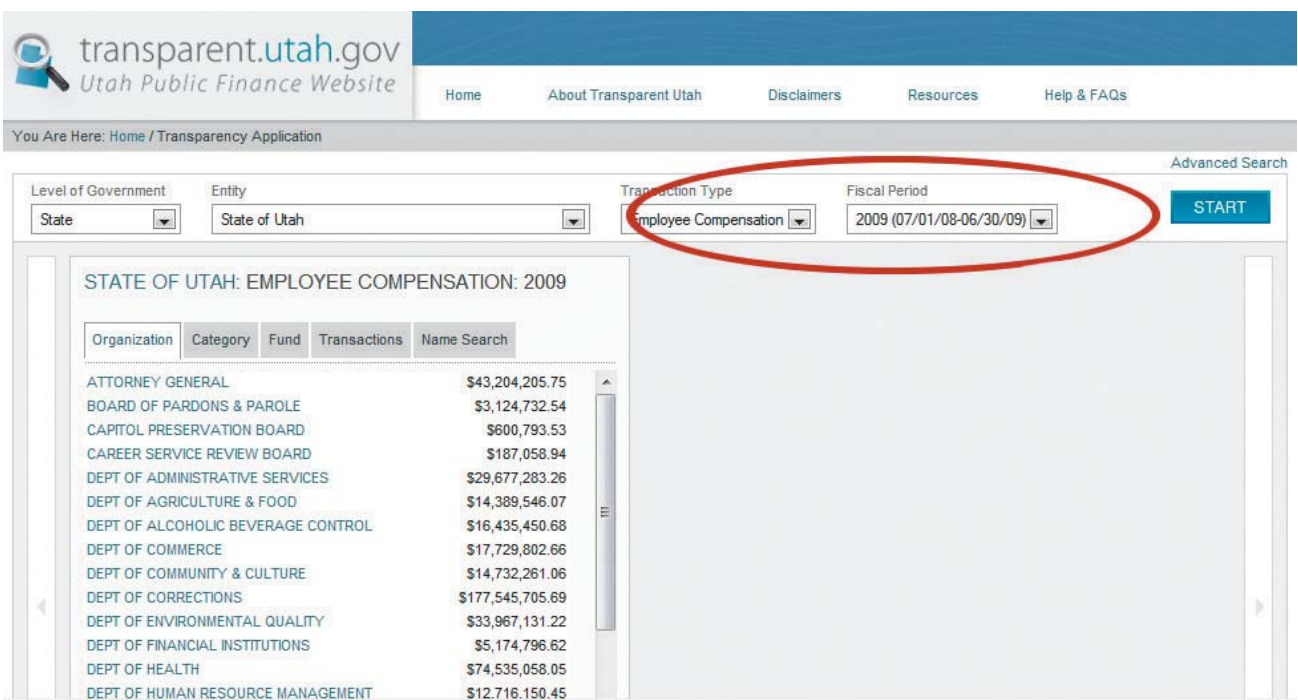 transparent.utah.gov
Utah Public Finance Website
Home About Transparent Utah Disclaimers Resources Help & FAQs
You Are Here: Home / Transparency Application
Advanced Search
Level of Government Entity Transaction Type Fiscal Period
State State of Utah Employee Compensation 2009 (07/01/08-06/30/09) START
STATE OF UTAH: EMPLOYEE COMPENSATION: 2009
Organization Category Fund Transactions Name Search
ATTORNEY GENERAL $43,204,205.75
BOARD OF PARDONS & PAROLE $3,124,732.54
CAPITOL PRESERVATION BOARD $600,793.53
CAREER SERVICE REVIEW BOARD $187,058.94
DEPT OF ADMINISTRATIVE SERVICES $29,677,283.26
DEPT OF AGRICULTURE & FOOD $14,389,546.07
DEPT OF ALCOHOLIC BEVERAGE CONTROL $16,435,450.68
DEPT OF COMMERCE $17,729,802.66
DEPT OF COMMUNITY & CULTURE $14,732,261.06
DEPT OF CORRECTIONS $177,545,705.69
DEPT OF ENVIRONMENTAL QUALITY $33,967,131.22
DEPT OF FINANCIAL INSTITUTIONS $5,174,796.62
DEPT OF HEALTH $74,535,058.05
DEPT OF HUMAN RESOURCE MANAGEMENT $12,716,150.45